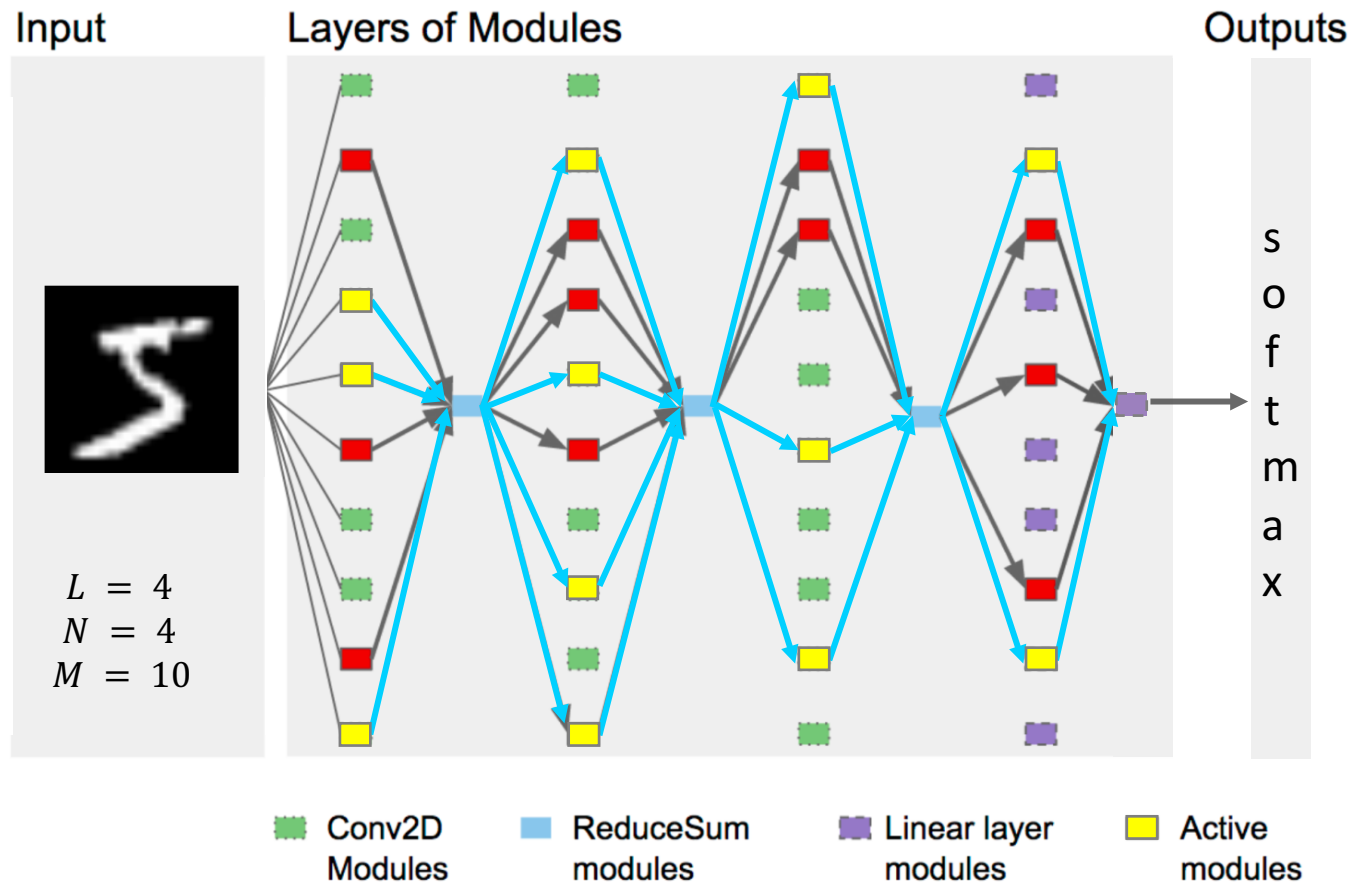 Input
Layers of Modules
Outputs
L = 4
N = 4
M = 10
s
o
f
t
m
a
x
Conv2D
Modules
ReduceSum
modules
Linear layer
modules
Active
modules